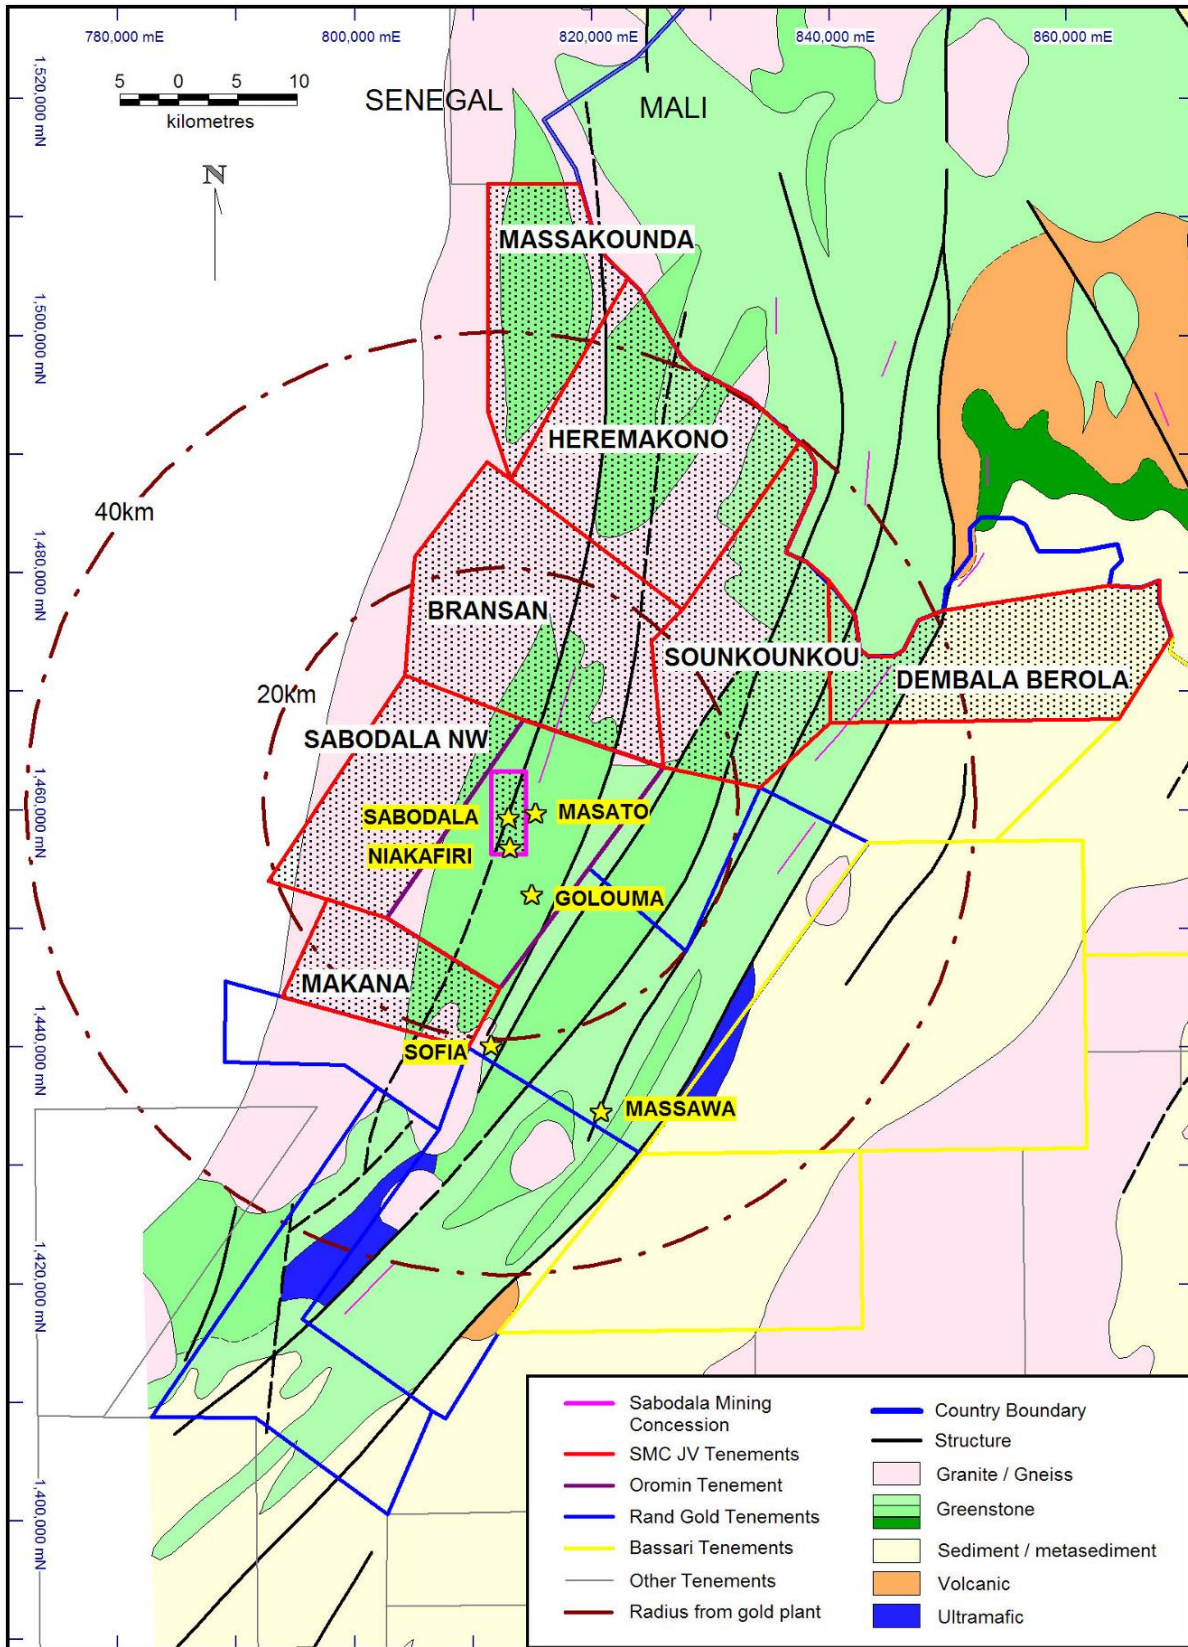 780,000 mE
800,000 mE
820,000 mE
840,000 mE
860,000 mE
1,520,000 mN
1,500,000 mN
1,480,000 mN
1,460,000 mN
1,440,000 mN
1,420,000 mN
1,400,000 mN
5 0 5 10
kilometres
N
SENEGAL
MALI
MASSAKOUNDA
HEREMAKONO
40km
BRANSAN
SOUNKOUNKOU
DEMBALA BEROLA
20km
SABODALA NW
SABODALA
MASATO
NIAKAFIRI
GOLOUMA
MAKANA
SOFIA
MASSAWA
Sabodala Mining
Concession
SMC JV Tenements
Oromin Tenement
Rand Gold Tenements
Bassari Tenements
Other Tenements
Radius from gold plant
Country Boundary
Structure
Granite / Gneiss
Greenstone
Sediment / metasediment
Volcanic
Ultramafic